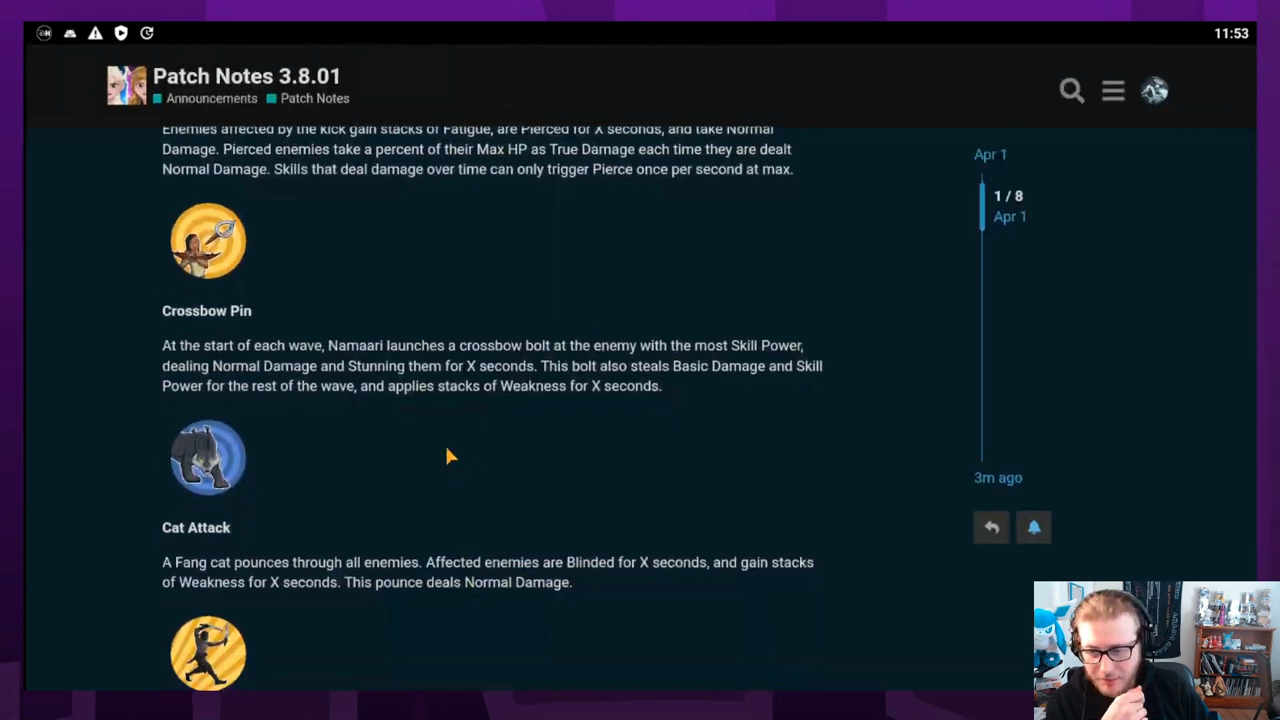 11:53
Patch Notes 3.8.01
Announcements Patch Notes
Enemies affected by the kick gain stacks of Fatigue, are Pierced for X seconds, and take Normal
Damage. Pierced enemies take a percent of their Max HP as True Damage each time they are dealt
Normal Damage. Skills that deal damage over time can only trigger Pierce once per second at max.
Apr 1
1 / 8
Apr 1
Crossbow Pin
At the start of each wave, Namaari launches a crossbow bolt at the enemy with the most Skill Power,
dealing Normal Damage and Stunning them for X seconds. This bolt also steals Basic Damage and Skill
Power for the rest of the wave, and applies stacks of Weakness for X seconds.
3m ago
Cat Attack
A Fang cat pounces through all enemies. Affected enemies are Blinded for X seconds, and gain stacks
of Weakness for X seconds. This pounce deals Normal Damage.